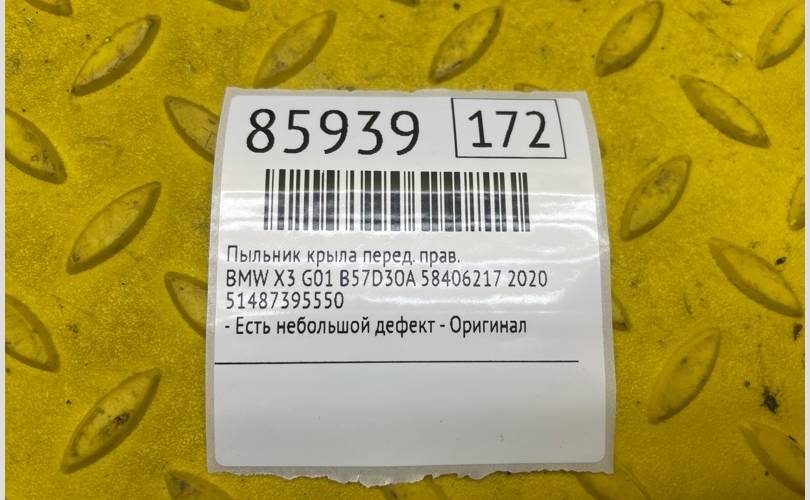 85939 172
Пыльник крыла перед. прав.
BMW X3 G01 B57D30A 58406217 2020
51487395550
- Есть небольшой дефект - Оригинал